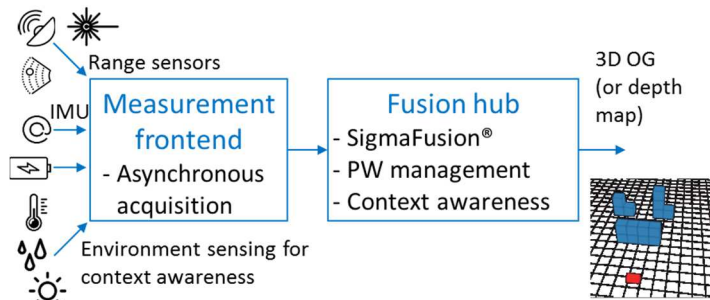 Range sensors
IMU
Measurement
frontend
- Asynchronous
acquisition
Environment sensing for
context awareness
Fusion hub
- SigmaFusion®
- PW management
- Context awareness
3D OG
(or depth
map)